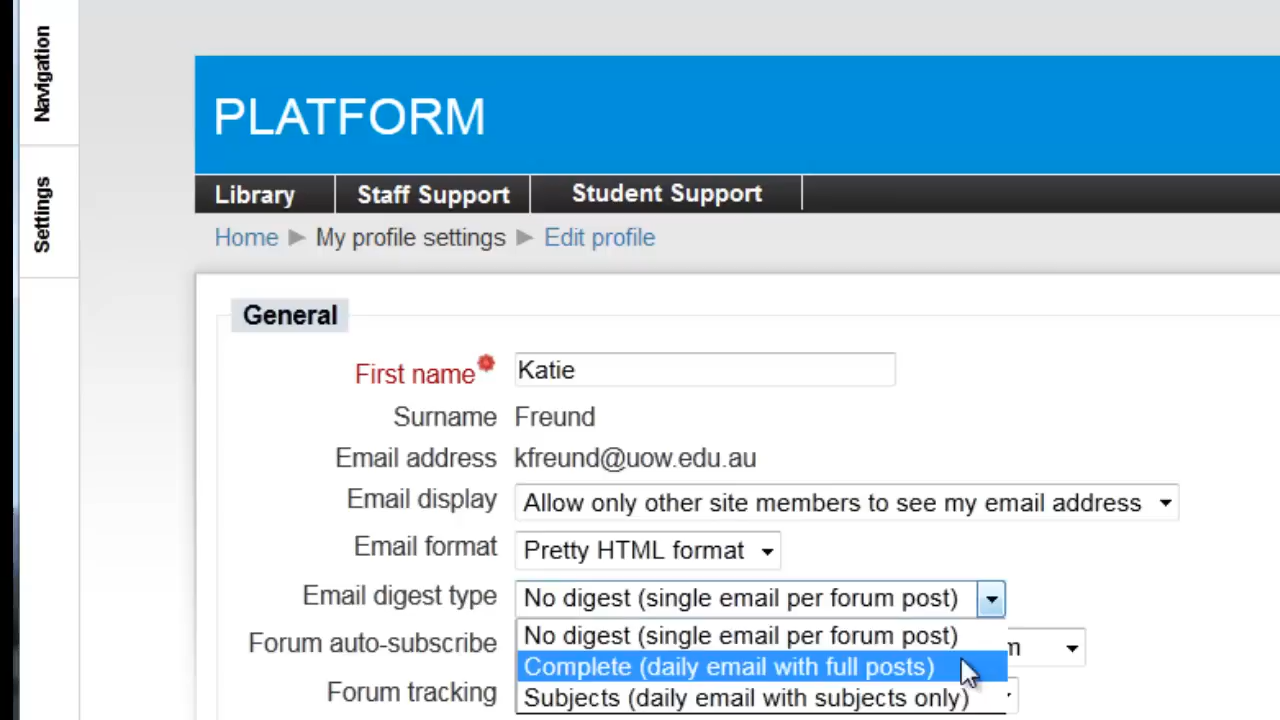 Navigation
Settings
PLATFORM
Library Staff Support Student Support
Home My profile settings Edit profile
General
First name Katie
Surname Freund
Email address kfreund@uow.edu.au
Email display Allow only other site members to see my email address
Email format Pretty HTML format
Email digest type No digest (single email per forum post)
No digest (single email per forum post)
Forum auto-subscribe
Complete (daily email with full posts)
Forum tracking Subjects (daily email with subjects only)